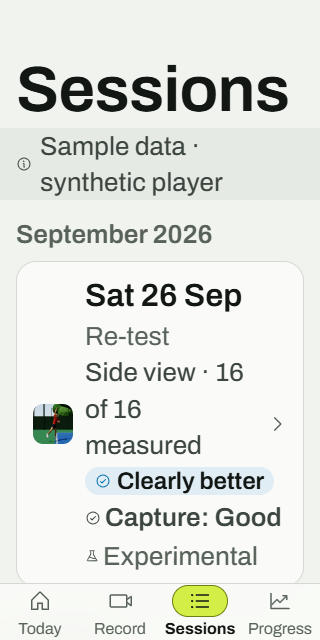 Sessions
Sample data ·
synthetic player
September 2026
Sat 26 Sep
Re-test
Side view · 16
of 16
measured
Clearly better
Capture: Good
Experimental
Today
Record
Sessions
Progress